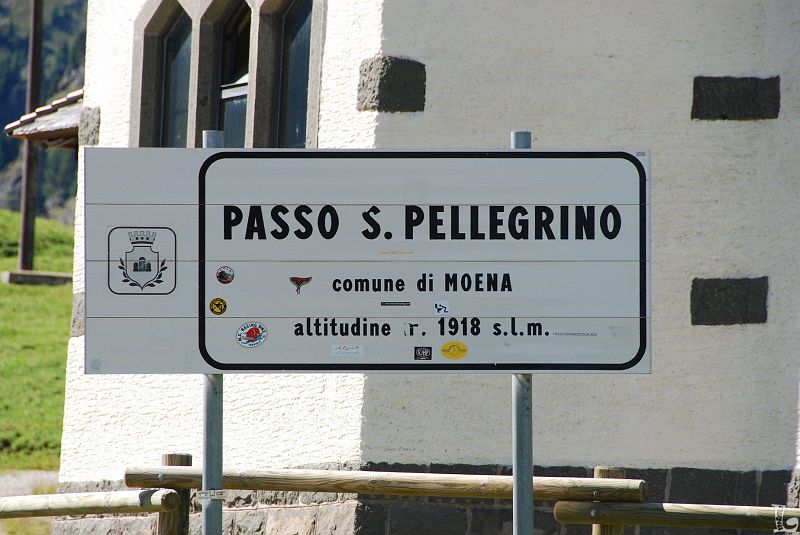 PASSO S. PELLEGRINO
comune di MOENA
altitudine r. 1918 s.l.m.